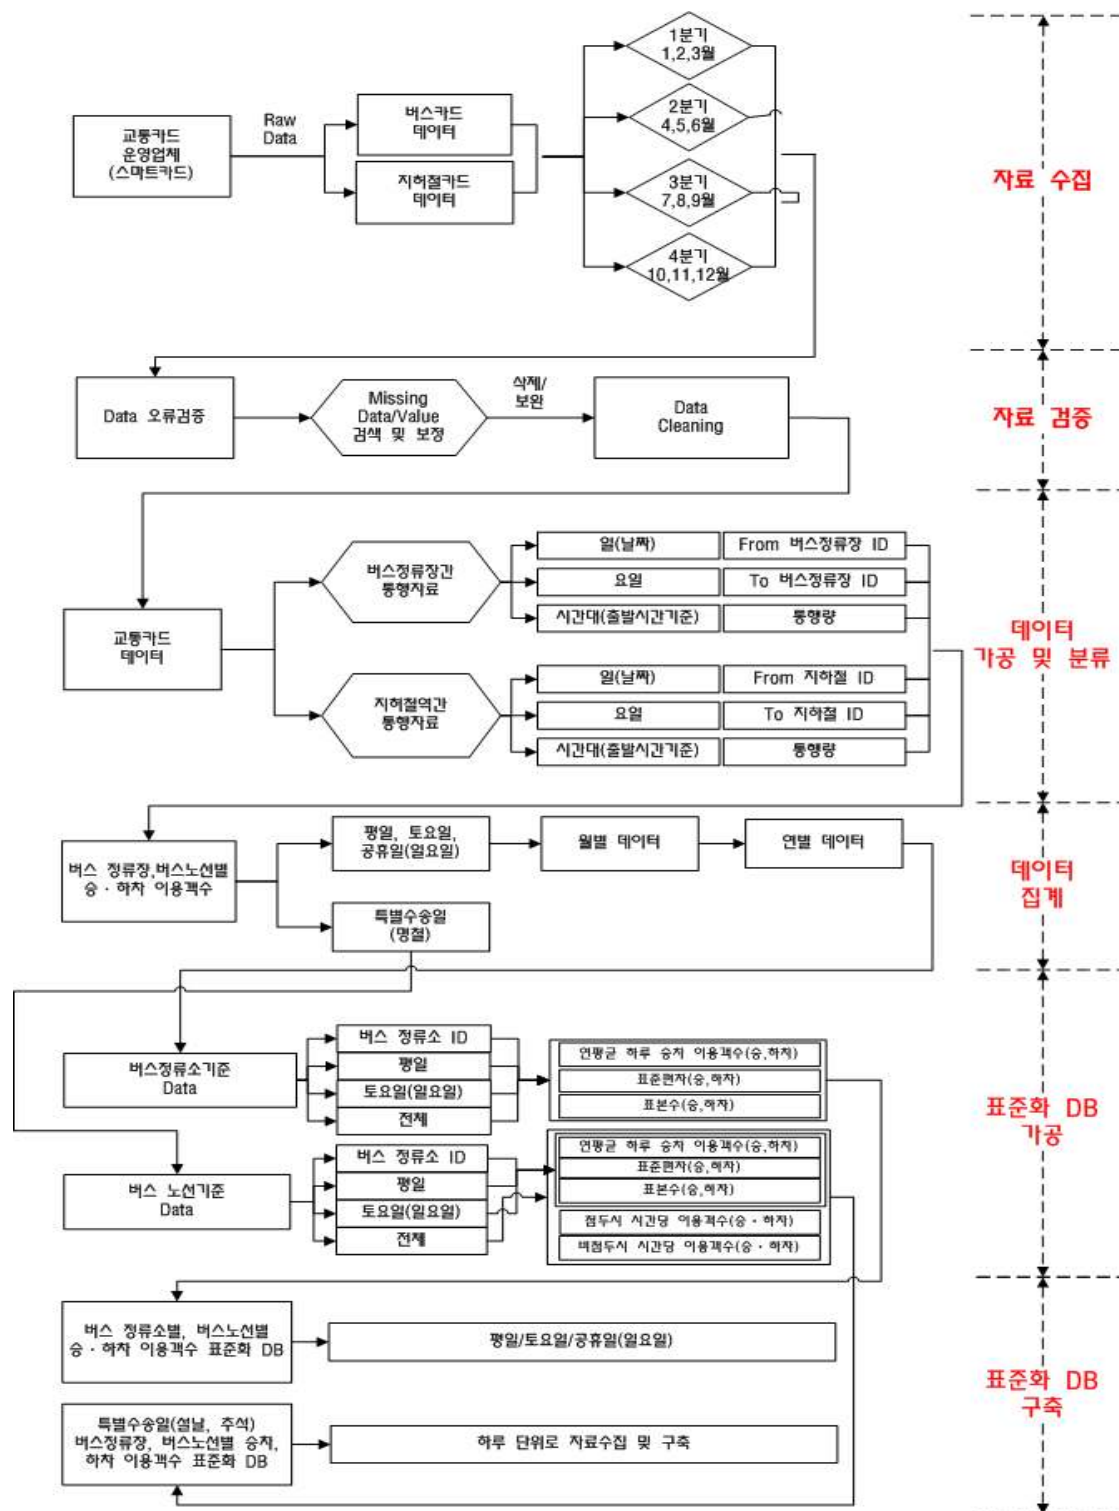 1분기
1,2,3월
2분기
4,5,6월
3분기
7,8,9월
4분기
10,11,12월
교통카드
운영업체
(스마트카드)
Raw
Data
버스카드
데이터
지허철카드
데이터
자료 수집
Data 오류검증
Missing
Data/Value
검색 및 보정
삭제/
보완
Data
Cleaning
자료 검증
교통카드
데이터
버스정류장간
통행자료
일(날짜)
From 버스정류장 ID
요일
To 버스정류장 ID
시간대(출발시간기준)
통행량
지허철역간
통행자료
일(날짜)
From 지하철 ID
요일
To 지하철 ID
시간대(출발시간기준)
통행량
데이터
가공 및 분류
버스 정류장,버스노선별
승·하차 이용객수
평일, 토요일,
공휴일(일요일)
월별 데이터
연별 데이터
특별수송일
(명절)
데이터
집계
버스정류소기준
Data
버스 정류소 ID
평일
토요일(일요일)
전체
연평균 하루 승차 이용객수(승,하차)
표준편자(승,하자)
표본수(승,하자)
버스 노선기준
Data
버스 정류소 ID
평일
토요일(일요일)
전체
연평균 하루 승차 이용객수(승,하차)
표준편자(승,하자)
표본수(승,하자)
첨두시 시간당 이용객수(승·하자)
비첨두시 시간당 이용객수(승·하자)
표준화 DB
가공
버스 정류소별, 버스노선별
승·하차 이용객수 표준화 DB
평일/토요일/공휴일(일요일)
특별수송일(설날, 추석)
버스정류장, 버스노선별 승차,
하차 이용객수 표준화 DB
하루 단위로 자료수집 및 구축
표준화 DB
구축